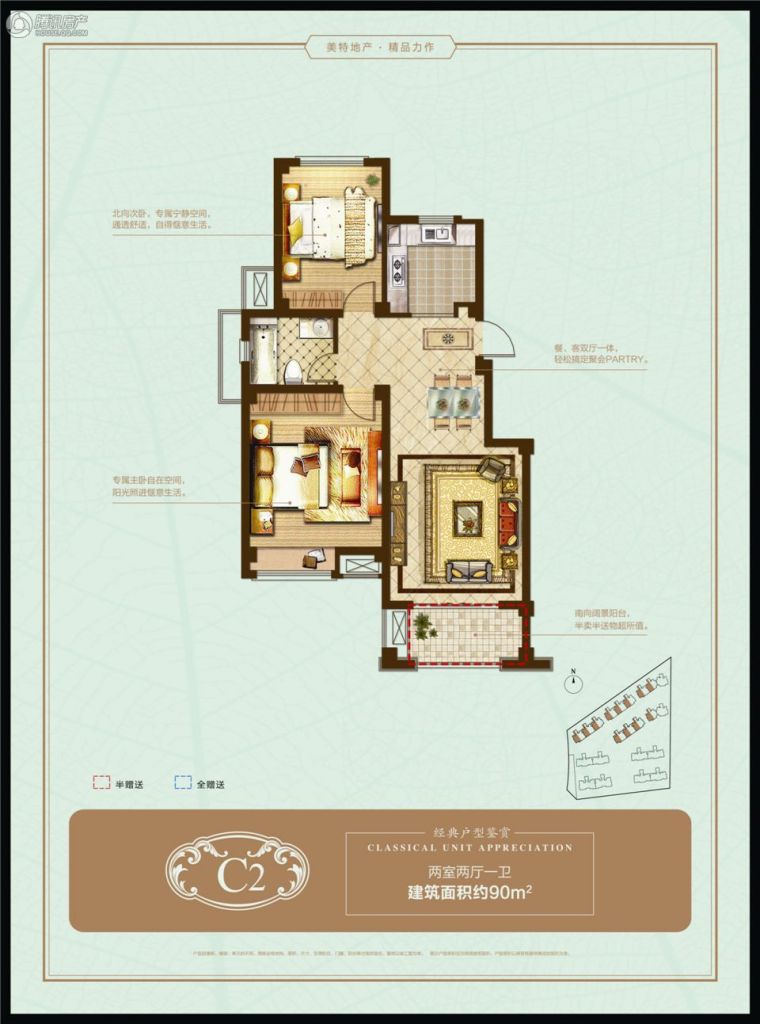 腾讯房产
HOUSE.QQ.COM
美特地产·精品力作
北向次卧，专属宁静空间，
通透舒适，自得惬意生活。
餐、客双厅一体，
轻松搞定聚会PARTRY。
专属主卧自在空间，
阳光照进惬意生活。
南向阔景阳台，
半卖半送物超所值。
N
半赠送
全赠送
C2
经典户型鉴赏
CLASSICAL UNIT APPRECIATION
两室两厅一卫
建筑面积约90m²